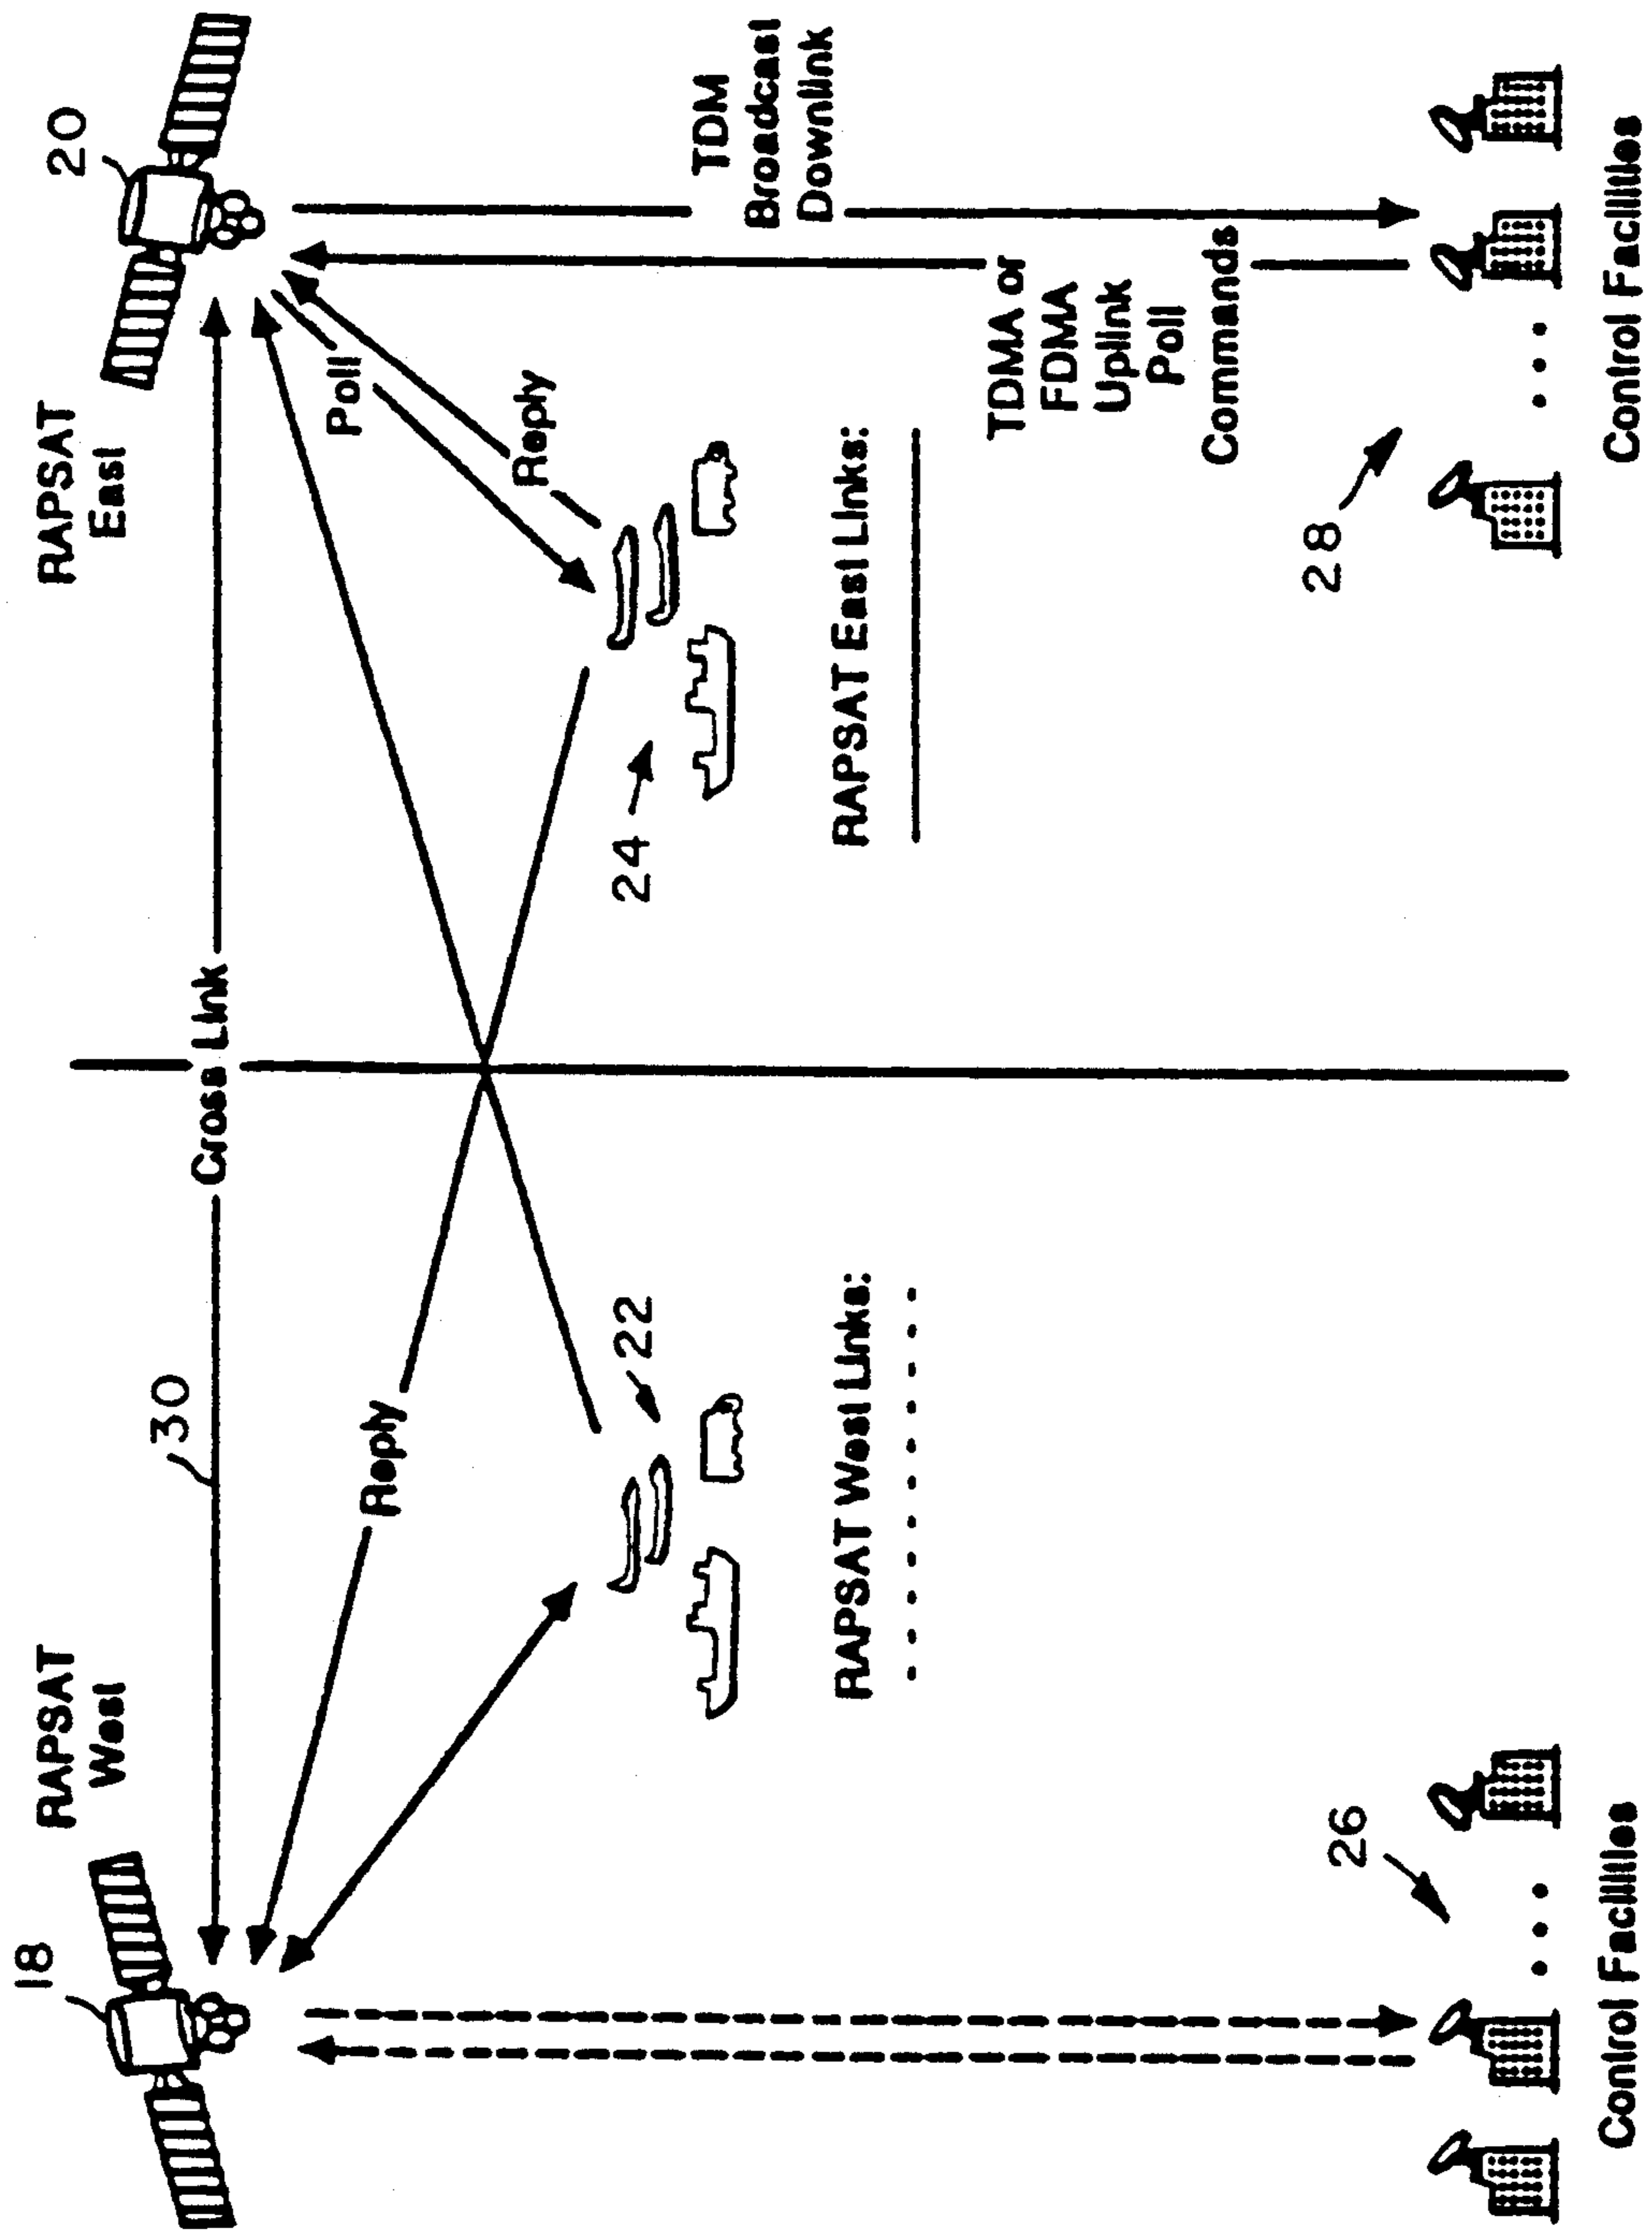 18
RAPSAT
West
30
Cross Link
RAPSAT
East
20
Reply
Poll
Reply
22
24
RAPSAT West Links:
RAPSAT East Links:
TDM
Broadcast
Downlink
TDMA or
FDMA
Uplink
Poll
Commands
26
28
Control Facilities
Control Facilities